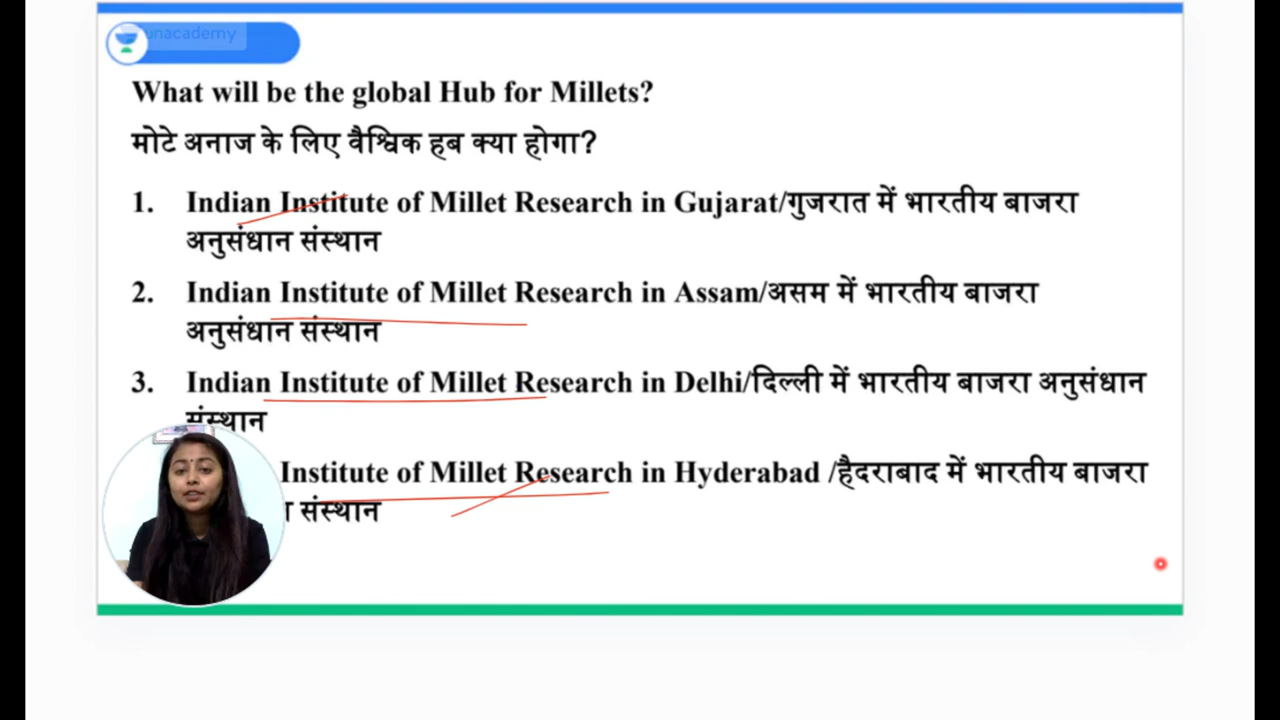 unacademy
What will be the global Hub for Millets?
मोटे अनाज के लिए वैश्विक हब क्या होगा?
1. Indian Institute of Millet Research in Gujarat/गुजरात में भारतीय बाजरा
अनुसंधान संस्थान
2. Indian Institute of Millet Research in Assam/असम में भारतीय बाजरा
अनुसंधान संस्थान
3. Indian Institute of Millet Research in Delhi/दिल्ली में भारतीय बाजरा अनुसंधान
संस्थान
Institute of Millet Research in Hyderabad /हैदराबाद में भारतीय बाजरा
संस्थान